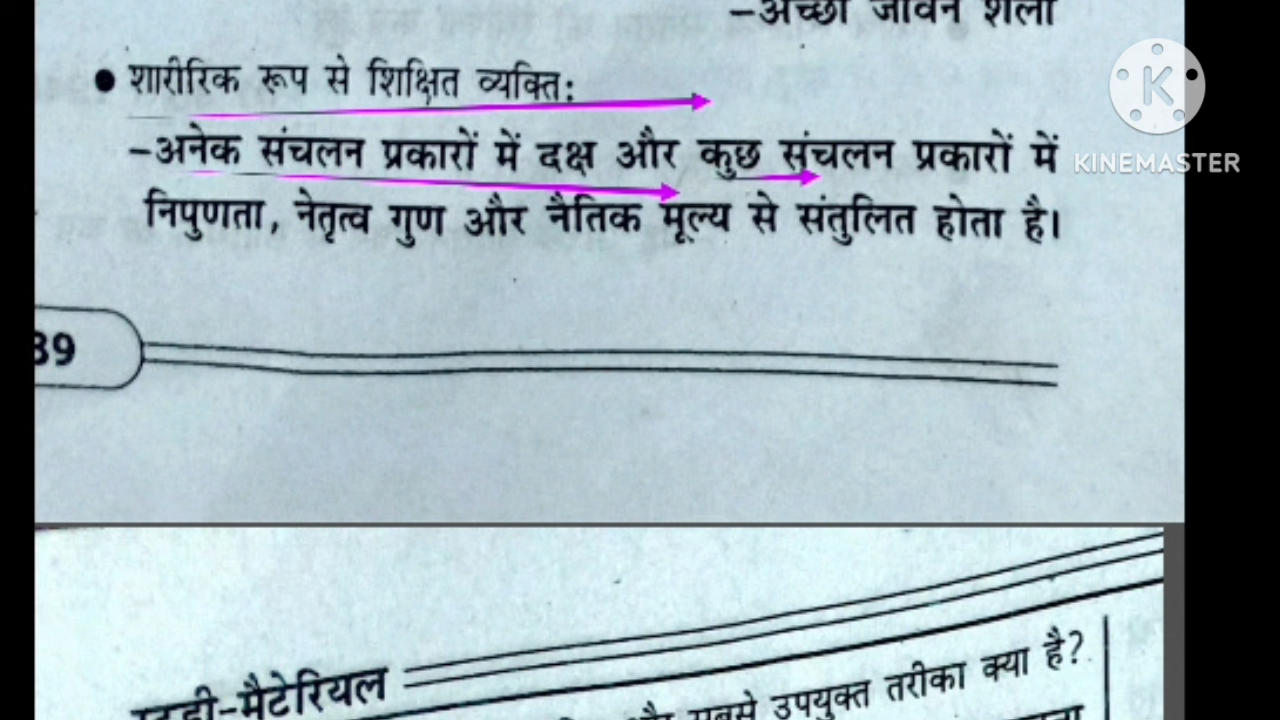 –अच्छी जीवन शैली
● शारीरिक रूप से शिक्षित व्यक्ति:
–अनेक संचलन प्रकारों में दक्ष और कुछ संचलन प्रकारों में
निपुणता, नेतृत्व गुण और नैतिक मूल्य से संतुलित होता है।
KINEMASTER
39
स्टडी-मैटेरियल
और सबसे उपयुक्त तरीका क्या है?